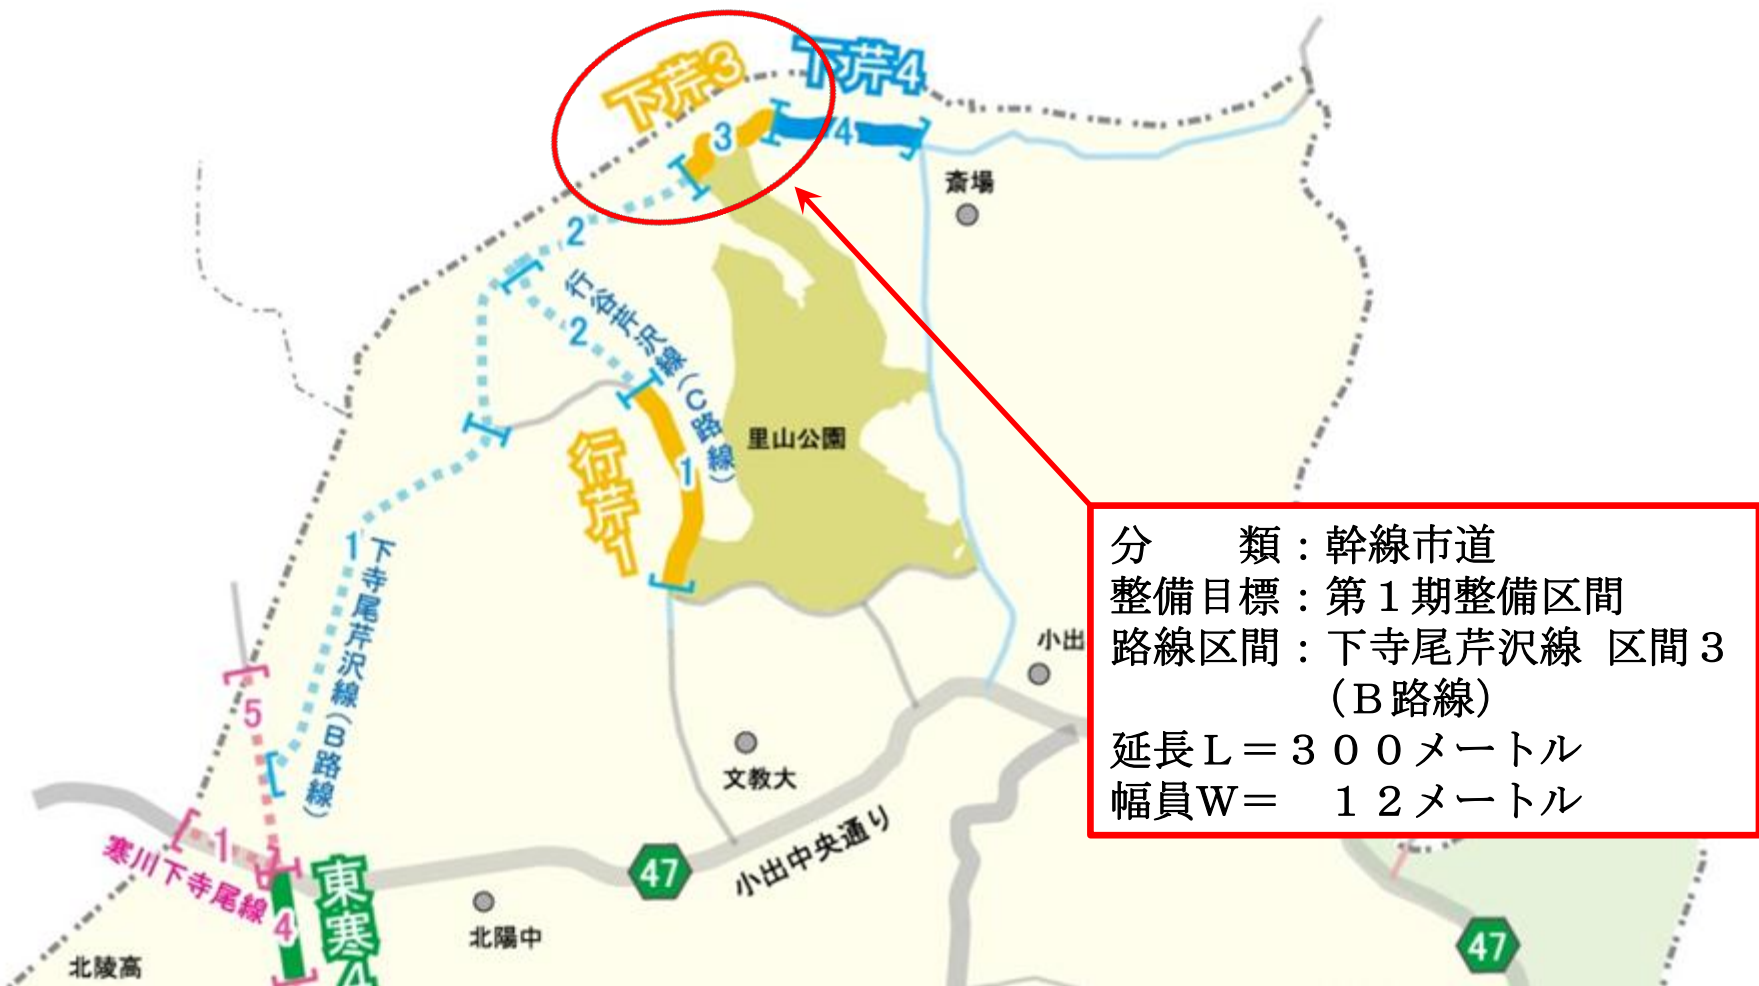 下芹3
下芹4
3
4
斎場
2
行谷芹沢線(C路線)
2
里山公園
行芹1
1
1
下寺尾芹沢線(B路線)
分　　類：幹線市道
整備目標：第１期整備区間
路線区間：下寺尾芹沢線 区間３
（Ｂ路線）
延長Ｌ＝３００メートル
幅員Ｗ＝　１２メートル
小出
5
文教大
小出中央通り
1
寒川下寺尾線
47
東寒4
4
北陽中
47
北陵高